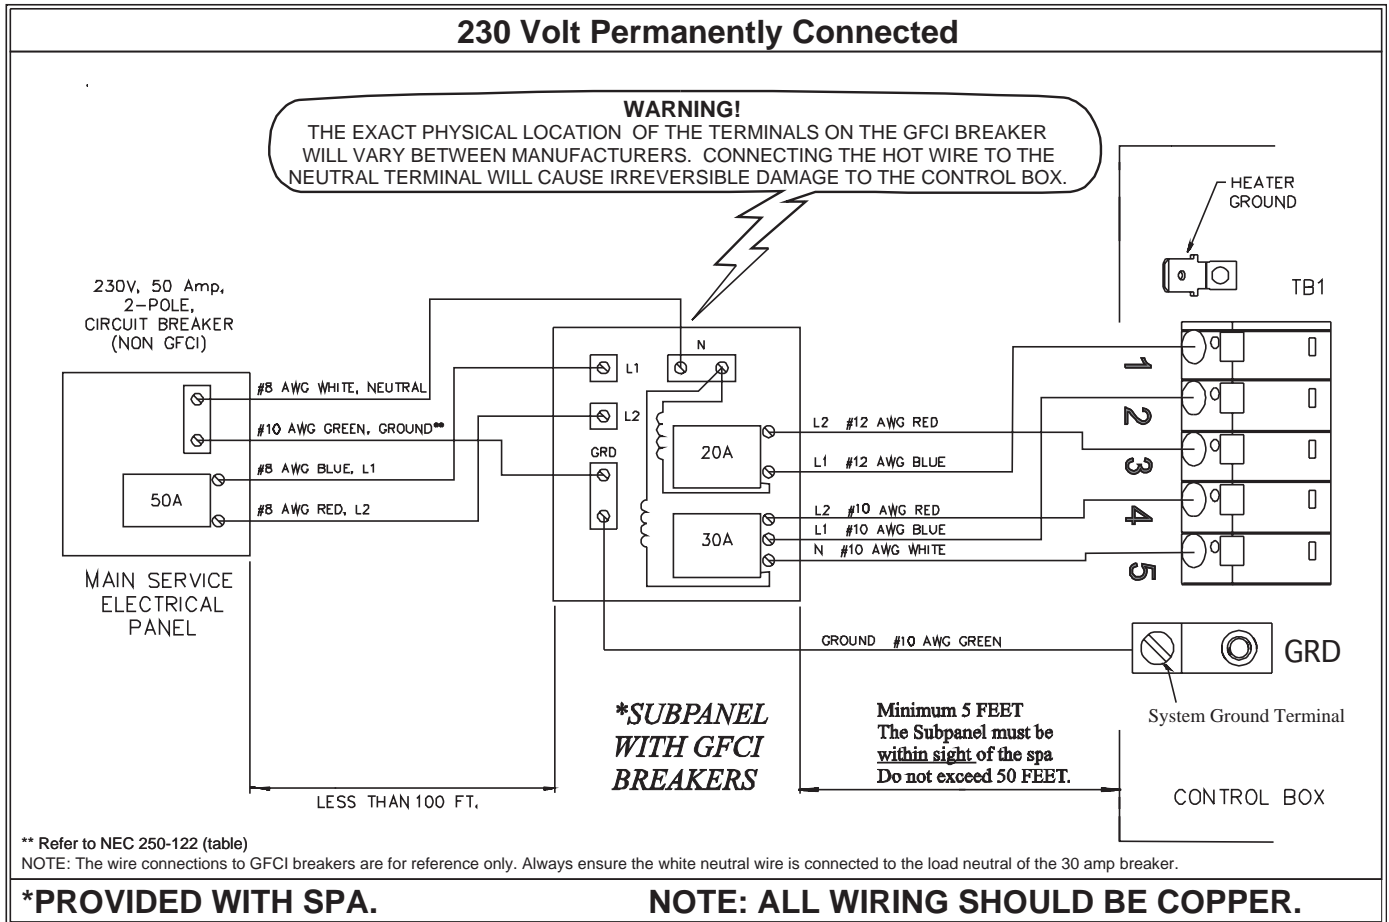 230 Volt Permanently Connected
WARNING!
THE EXACT PHYSICAL LOCATION OF THE TERMINALS ON THE GFCI BREAKER
WILL VARY BETWEEN MANUFACTURERS. CONNECTING THE HOT WIRE TO THE
NEUTRAL TERMINAL WILL CAUSE IRREVERSIBLE DAMAGE TO THE CONTROL BOX.
HEATER
GROUND
TB1
230V, 50 Amp,
2-POLE,
CIRCUIT BREAKER
(NON GFCI)
#8 AWG WHITE, NEUTRAL
#10 AWG GREEN, GROUND**
#8 AWG BLUE, L1
#8 AWG RED, L2
50A
MAIN SERVICE
ELECTRICAL
PANEL
N
L1
L2
GRD
20A
30A
L2 #12 AWG RED
L1 #12 AWG BLUE
L2 #10 AWG RED
L1 #10 AWG BLUE
N #10 AWG WHITE
1
2
3
4
5
GROUND #10 AWG GREEN
GRD
System Ground Terminal
*SUBPANEL
WITH GFCI
BREAKERS
Minimum 5 FEET
The Subpanel must be
within sight of the spa
Do not exceed 50 FEET.
LESS THAN 100 FT.
CONTROL BOX
** Refer to NEC 250-122 (table)
NOTE: The wire connections to GFCI breakers are for reference only. Always ensure the white neutral wire is connected to the load neutral of the 30 amp breaker.
*PROVIDED WITH SPA.
NOTE: ALL WIRING SHOULD BE COPPER.